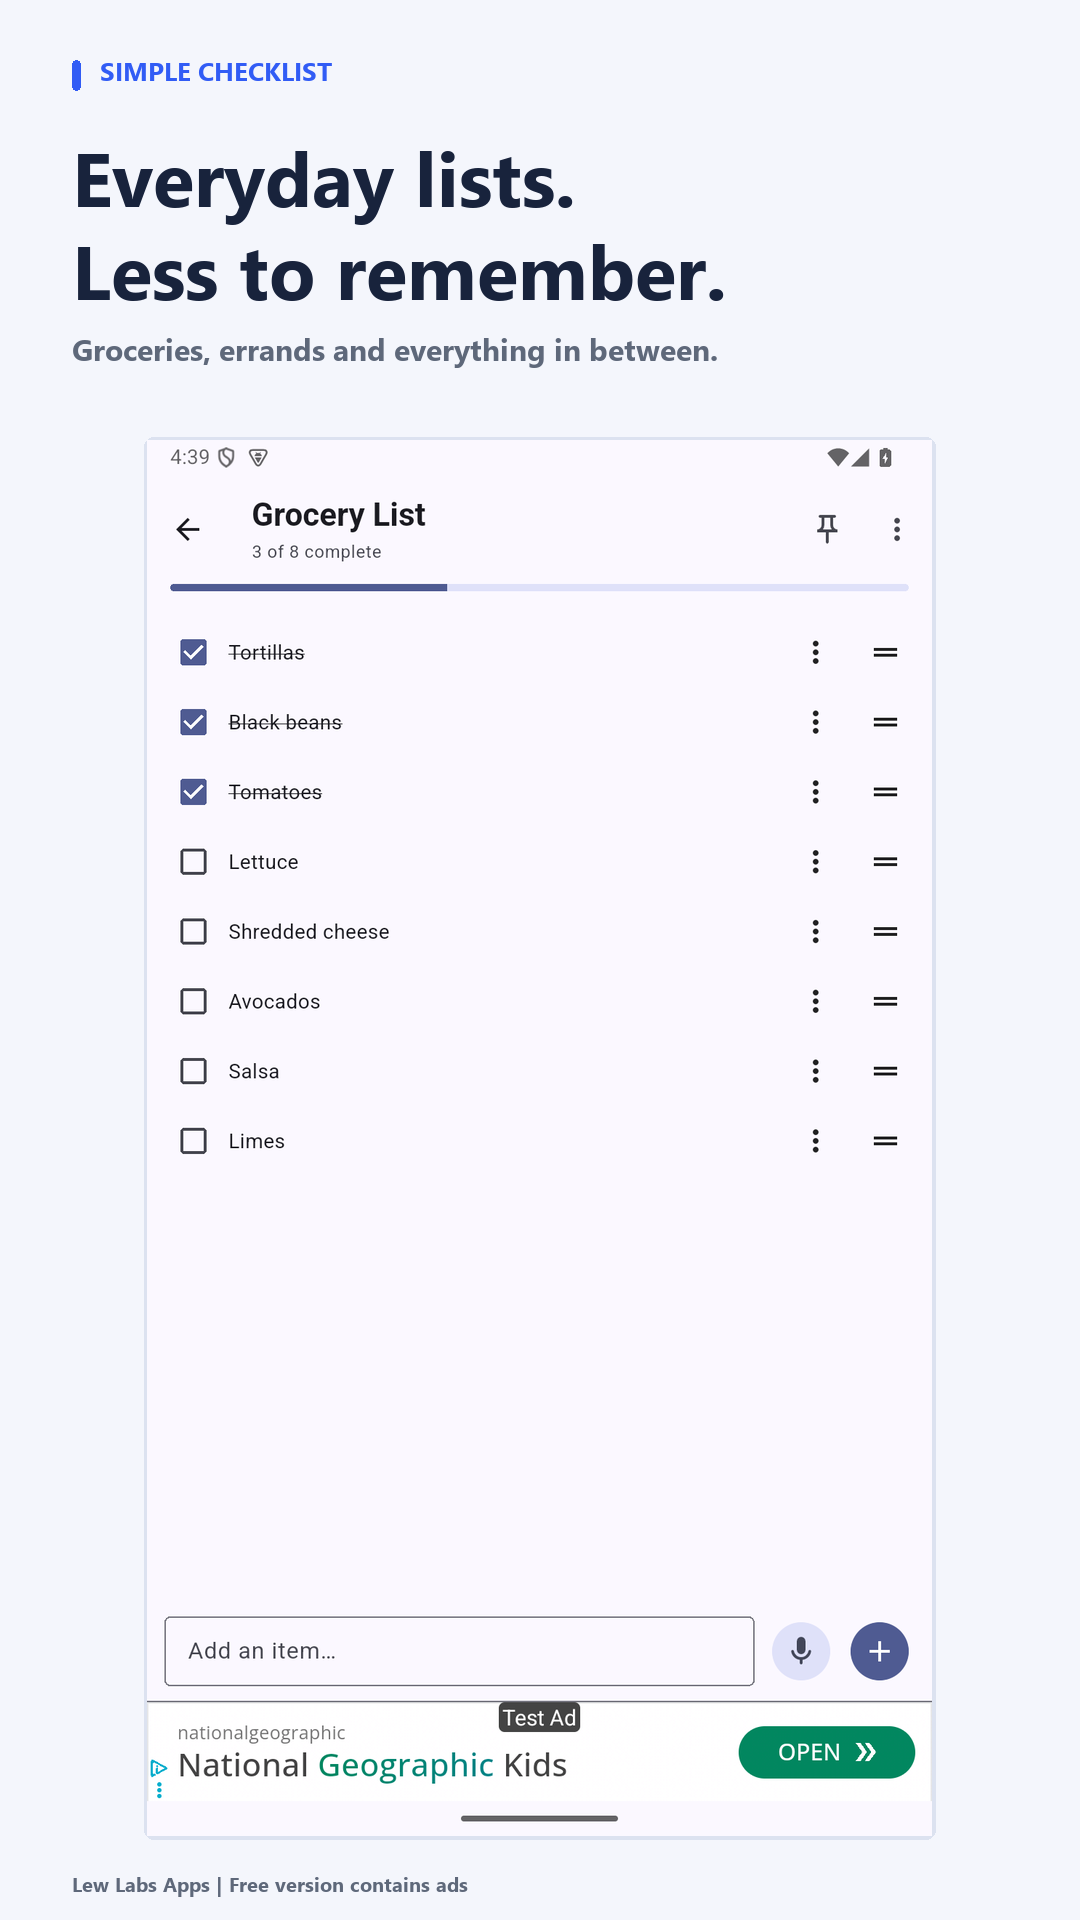 SIMPLE CHECKLIST
Everyday lists.
Less to remember.
Groceries, errands and everything in between.
4:39
Grocery List
3 of 8 complete
Tortillas
Black beans
Tomatoes
Lettuce
Shredded cheese
Avocados
Salsa
Limes
Add an item...
Test Ad
nationalgeographic
National Geographic Kids
OPEN
Lew Labs Apps | Free version contains ads